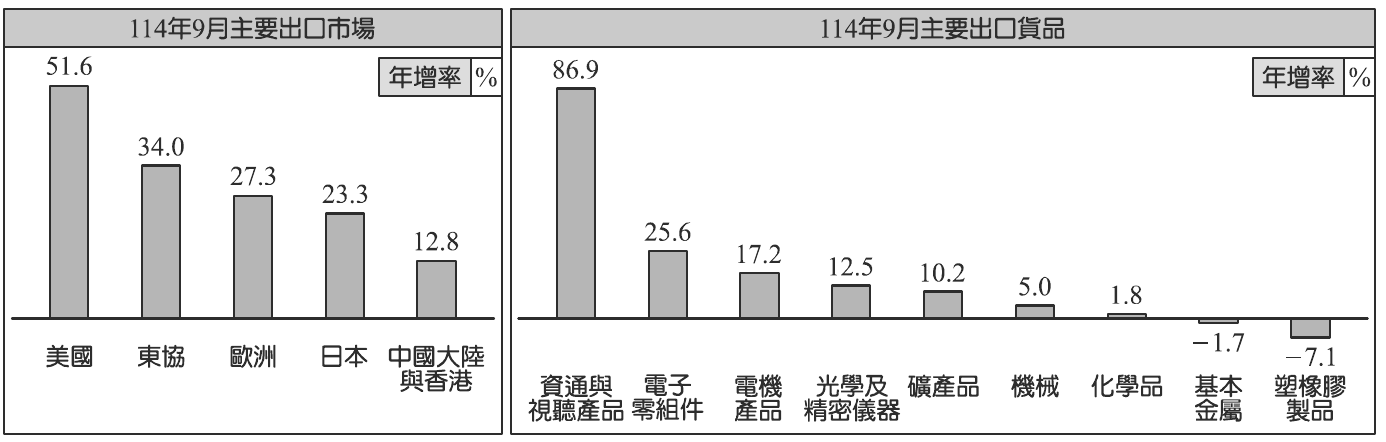 114年9月主要出口市場
年增率 %
51.6
34.0
27.3
23.3
12.8
美國
東協
歐洲
日本
中國大陸
與香港
114年9月主要出口貨品
年增率 %
86.9
25.6
17.2
12.5
10.2
5.0
1.8
−1.7
−7.1
資通與
視聽產品
電子
零組件
電機
產品
光學及
精密儀器
礦產品
機械
化學品
基本
金屬
塑橡膠
製品